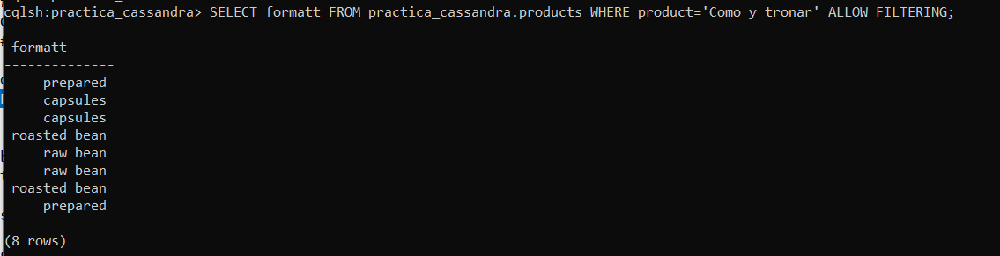 cqlsh:practica_cassandra> SELECT formatt FROM practica_cassandra.products WHERE product='Como y tronar' ALLOW FILTERING;
formatt
--------------
prepared
capsules
capsules
roasted bean
raw bean
raw bean
roasted bean
prepared
(8 rows)